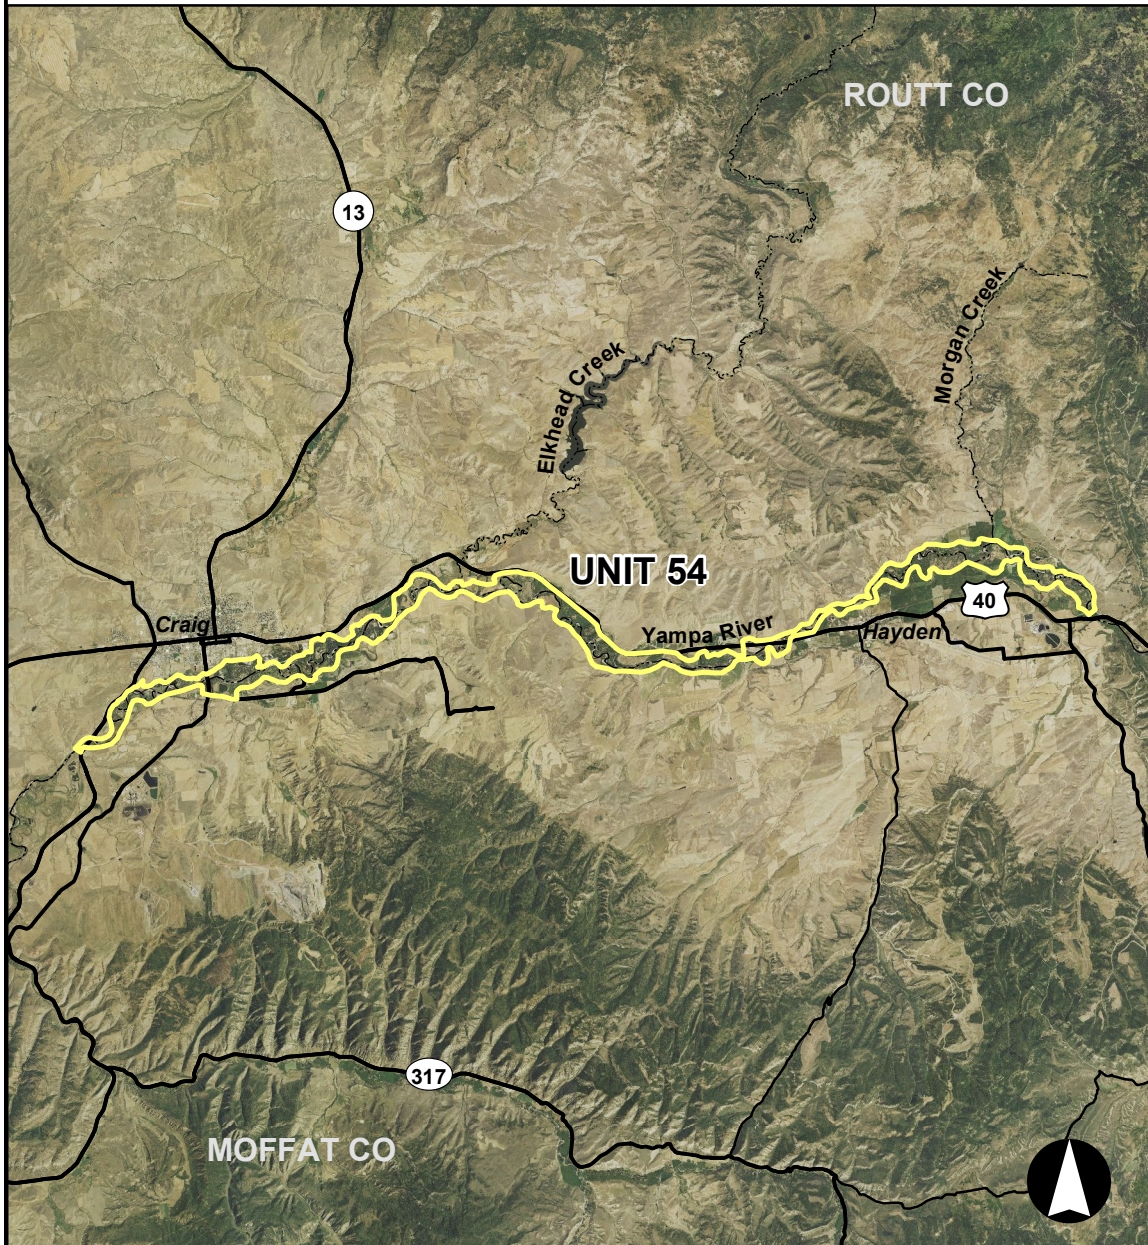 ROUTT CO
13
Morgan Creek
Elkhead Creek
UNIT 54
40
Craig
Yampa River
Hayden
317
MOFFAT CO